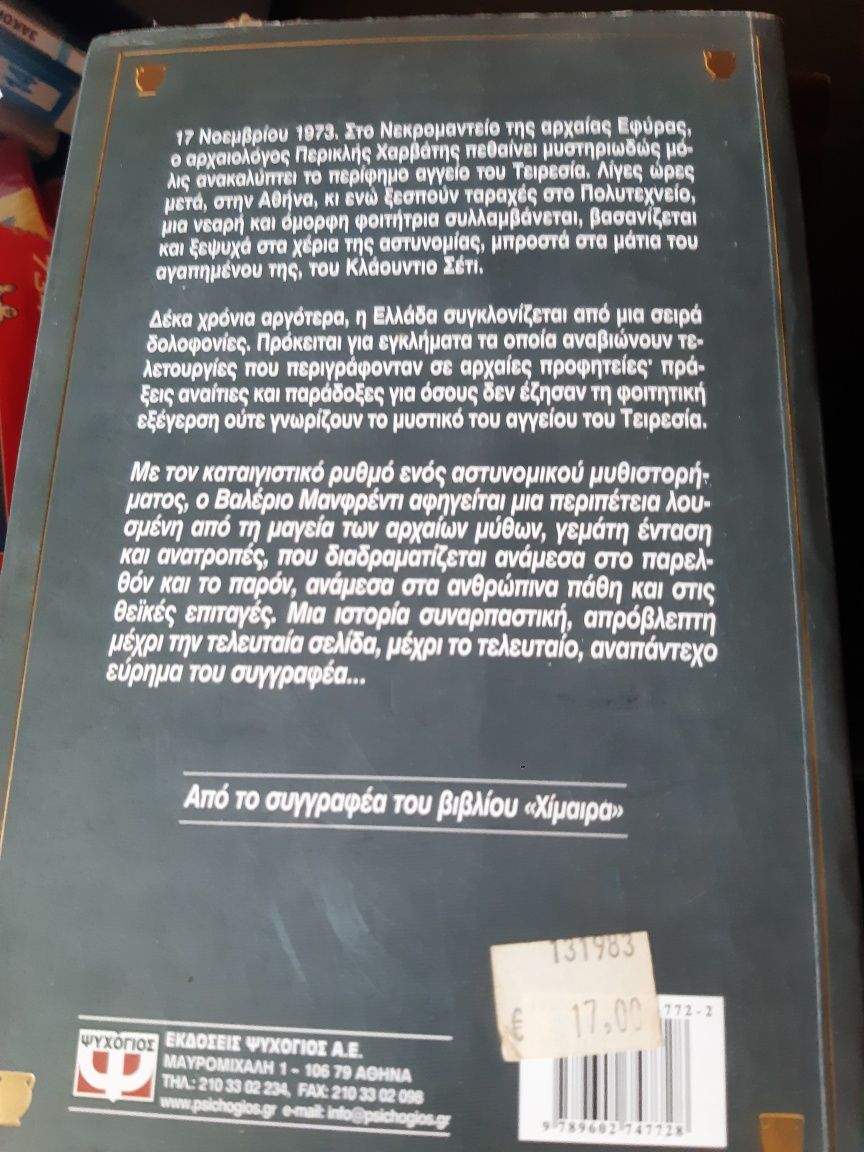 17 Νοεμβρίου 1973. Στο Νεκρομαντείο της αρχαίας Εφύρας,
ο αρχαιολόγος Περικλής Χαρβάτης πεθαίνει μυστηριωδώς μό-
λις ανακαλύπτει το περίφημο αγγείο του Τειρεσία. Λίγες ώρες
μετά, στην Αθήνα, κι ενώ ξεσπούν ταραχές στο Πολυτεχνείο,
μια νεαρή και όμορφη φοιτήτρια συλλαμβάνεται, βασανίζεται
και ξεψυχά στα χέρια της αστυνομίας, μπροστά στα μάτια του
αγαπημένου της, του Κλάουντιο Σέτι.
Δέκα χρόνια αργότερα, η Ελλάδα συγκλονίζεται από μια σειρά
δολοφονίες. Πρόκειται για εγκλήματα τα οποία αναβιώνουν τε-
λετουργίες που περιγράφονταν σε αρχαίες προφητείες· πρά-
ξεις αναίτιες και παράδοξες για όσους δεν έζησαν τη φοιτητική
εξέγερση ούτε γνωρίζουν το μυστικό του αγγείου του Τειρεσία.
Με τον καταιγιστικό ρυθμό ενός αστυνομικού μυθιστορή-
ματος, ο Βαλέριο Μανφρέντι αφηγείται μια περιπέτεια λου-
σμένη από τη μαγεία των αρχαίων μύθων, γεμάτη ένταση
και ανατροπές, που διαδραματίζεται ανάμεσα στο παρελ-
θόν και το παρόν, ανάμεσα στα ανθρώπινα πάθη και στις
θεϊκές επιταγές. Μια ιστορία συναρπαστική, απρόβλεπτη
μέχρι την τελευταία σελίδα, μέχρι το τελευταίο, αναπάντεχο
εύρημα του συγγραφέα...
Από το συγγραφέα του βιβλίου «Χίμαιρα»
131983
€ 17,00
772-2
9 789602 747728
ΨΥΧΟΓΙΟΣ
ΕΚΔΟΣΕΙΣ ΨΥΧΟΓΙΟΣ Α.Ε.
ΜΑΥΡΟΜΙΧΑΛΗ 1 – 106 79 ΑΘΗΝΑ
ΤΗΛ.: 210 33 02 234, FAX: 210 33 02 098
www.psichogios.gr e-mail: info@psichogios.gr